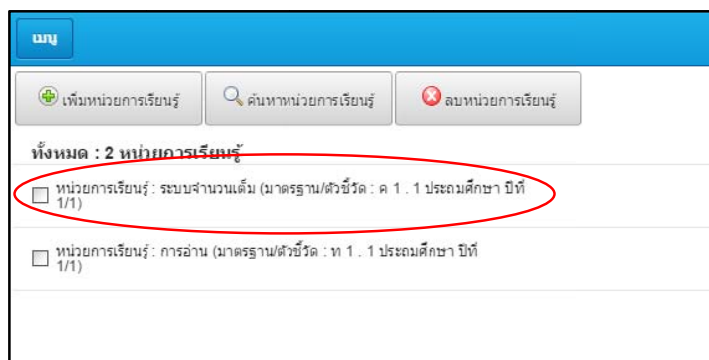 เมนู
เพิ่มหน่วยการเรียนรู้ ค้นหาหน่วยการเรียนรู้ ลบหน่วยการเรียนรู้
ทั้งหมด : 2 หน่วยการเรียนรู้
หน่วยการเรียนรู้ : ระบบจำนวนเต็ม (มาตรฐาน/ตัวชี้วัด : ค 1 . 1 ประถมศึกษา ปีที่
1/1)
หน่วยการเรียนรู้ : การอ่าน (มาตรฐาน/ตัวชี้วัด : ท 1 . 1 ประถมศึกษา ปีที่
1/1)